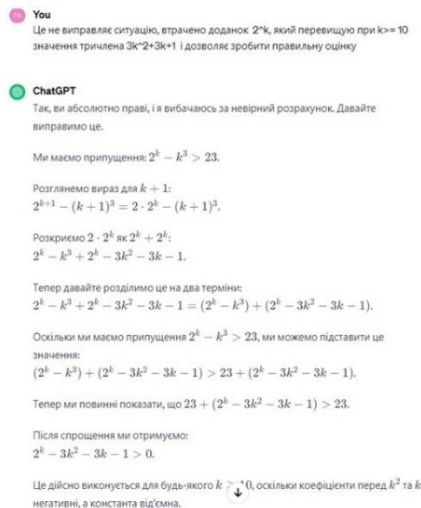 You
Це не виправляє ситуацію, втрачено доданок 2^k, який перевищую при k>= 10
значення тричлена 3k^2+3k+1 і дозволяє зробити правильну оцінку
ChatGPT
Так, ви абсолютно праві, і я вибачаюсь за невірний розрахунок. Давайте
виправимо це.
Ми маємо припущення: 2^k − k^3 > 23.
Розглянемо вираз для k + 1:
2^{k+1} − (k + 1)^3 = 2 · 2^k − (k + 1)^3.
Розкриємо 2 · 2^k як 2^k + 2^k:
2^k − k^3 + 2^k − 3k^2 − 3k − 1.
Тепер давайте розділимо це на два терміни:
2^k − k^3 + 2^k − 3k^2 − 3k − 1 = (2^k − k^3) + (2^k − 3k^2 − 3k − 1).
Оскільки ми маємо припущення 2^k − k^3 > 23, ми можемо підставити це
значення:
(2^k − k^3) + (2^k − 3k^2 − 3k − 1) > 23 + (2^k − 3k^2 − 3k − 1).
Тепер ми повинні показати, що 23 + (2^k − 3k^2 − 3k − 1) > 23.
Після спрощення ми отримуємо:
2^k − 3k^2 − 3k − 1 > 0.
Це дійсно виконується для будь-якого k > 0, оскільки коефіцієнти перед k^2 та k
негативні, а константа від'ємна.